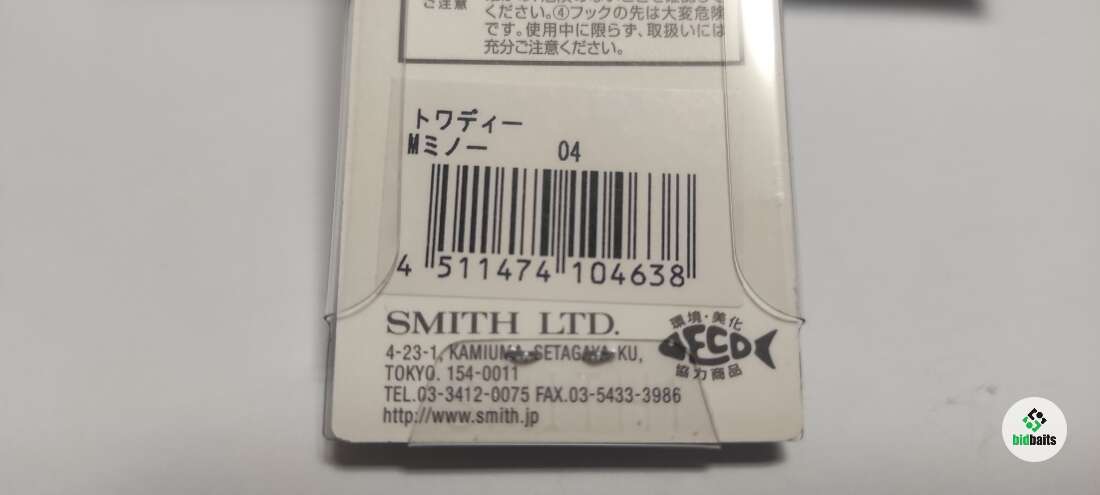 ご注意
ください。④フックの先は大変危険
です。使用中に限らず、取扱いには
充分ご注意ください。
トワディー
Mミノー 04
4 511474 104638
SMITH LTD.
4-23-1, KAMIUMA, SETAGAYA-KU,
TOKYO. 154-0011
TEL.03-3412-0075 FAX.03-5433-3986
http://www.smith.jp
環境・美化
ECO
協力商品
bidbaits